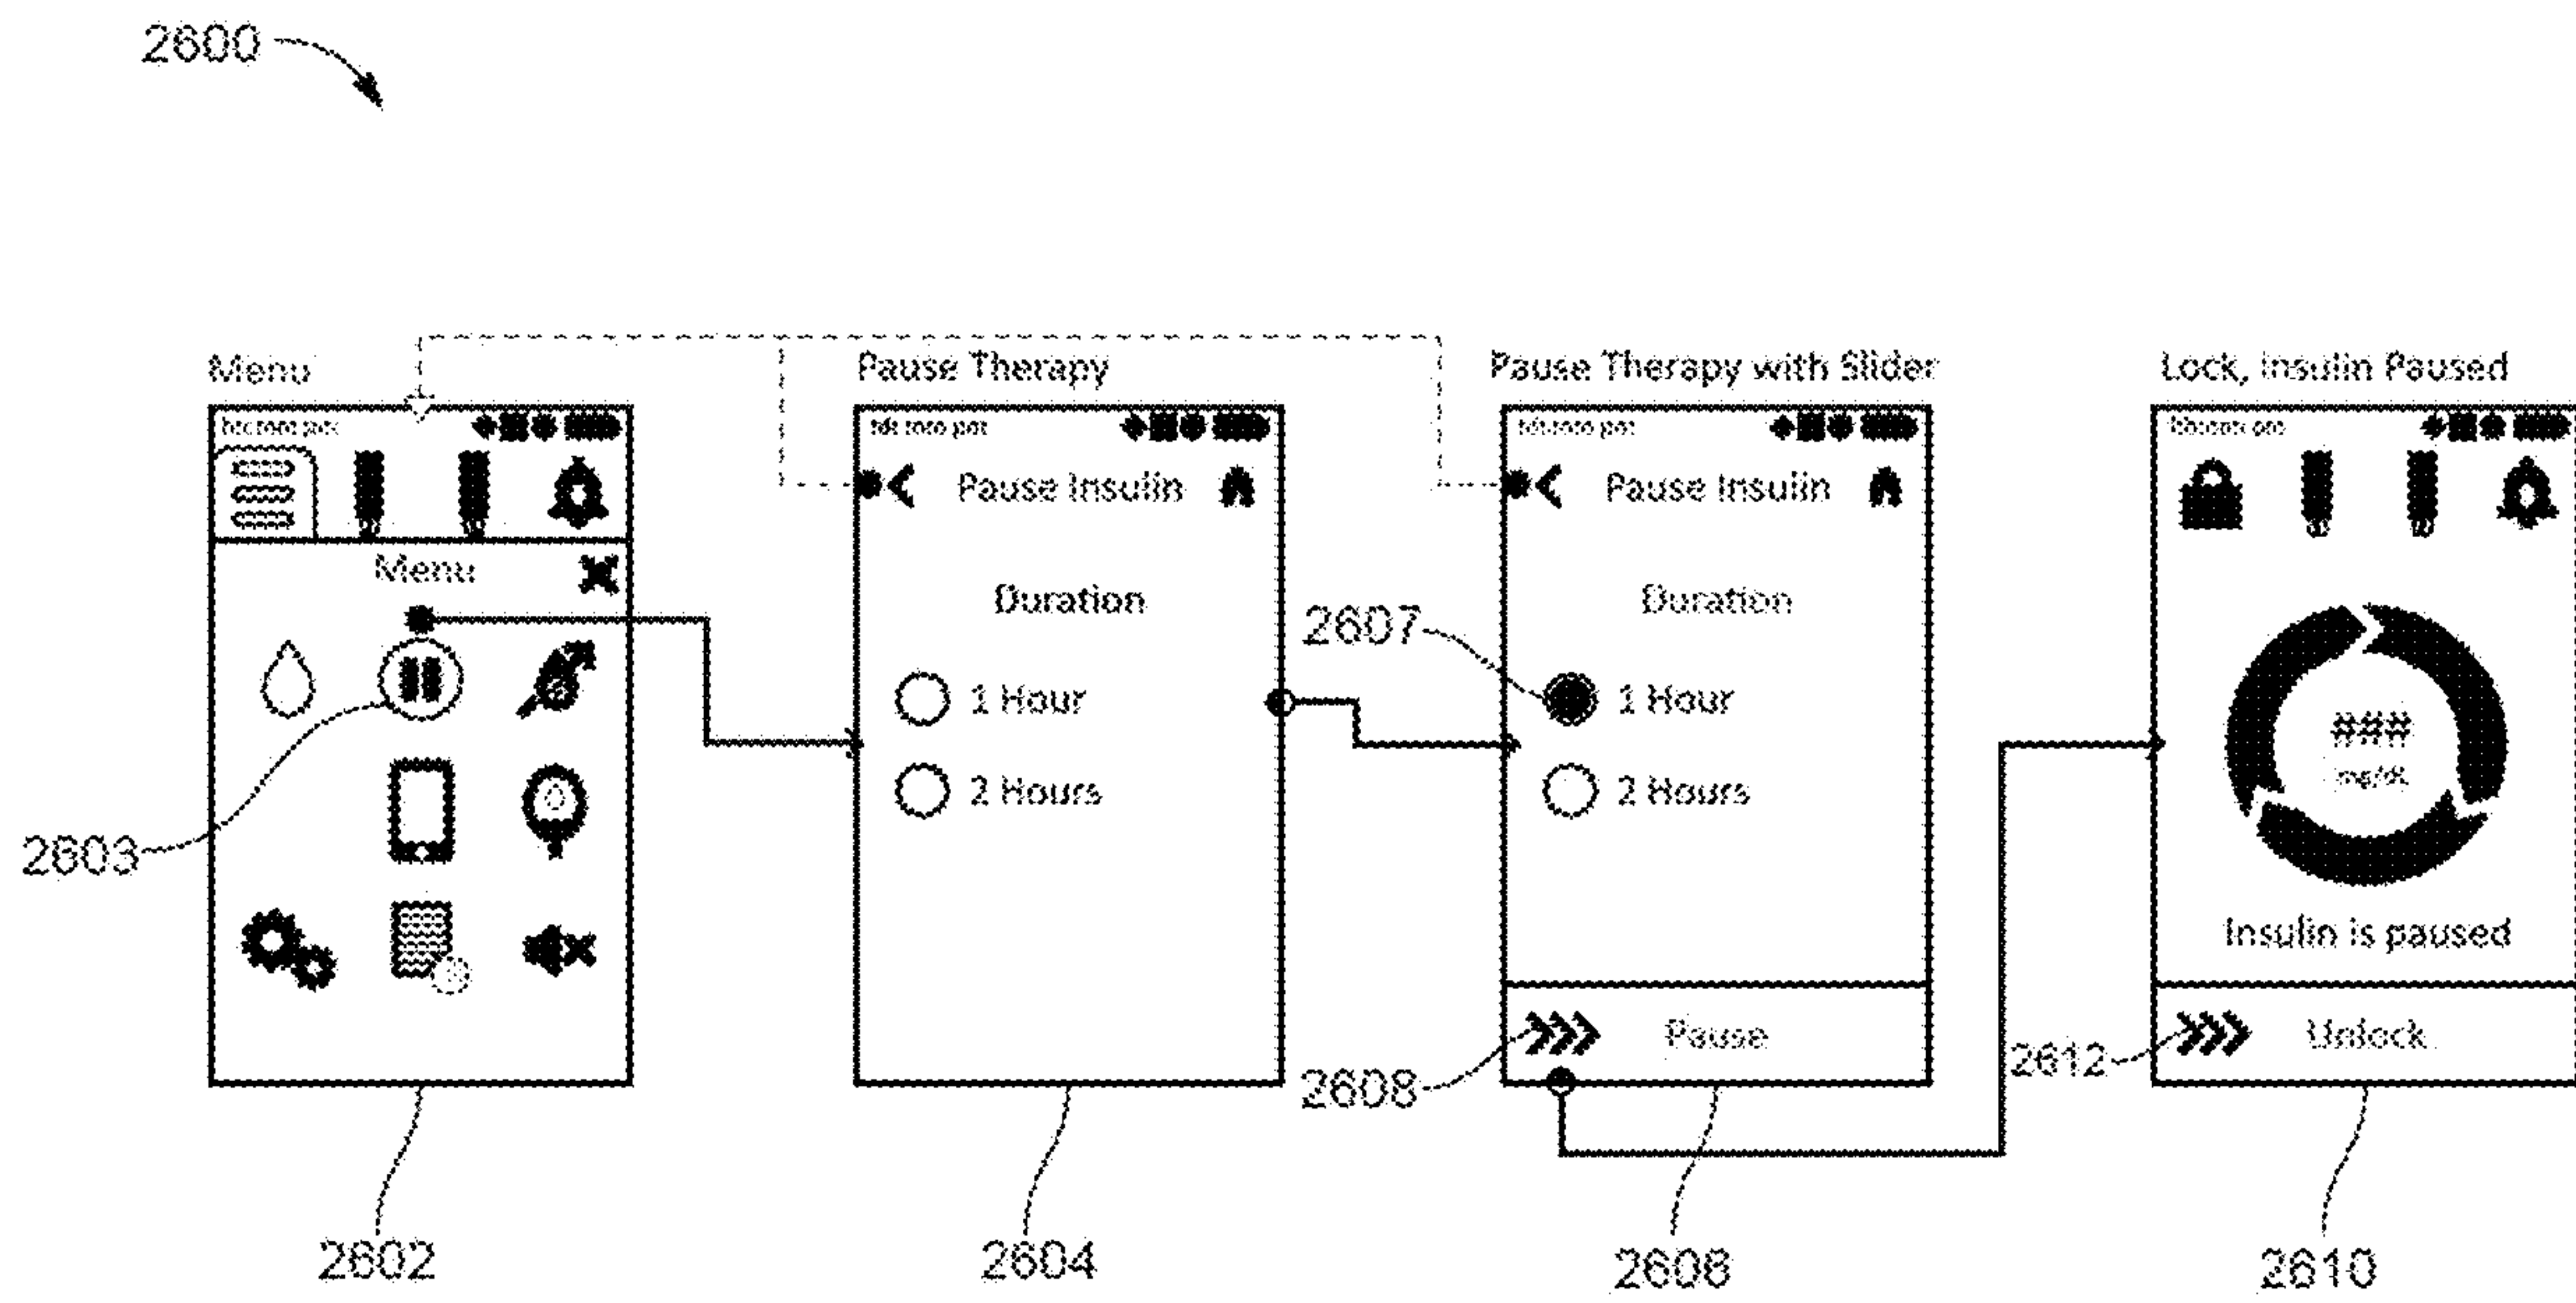 2600
Menu
Menu
2603
2602
Pause Therapy
Pause Insulin
Duration
1 Hour
2 Hours
2604
Pause Therapy with Slider
Pause Insulin
Duration
2607
1 Hour
2 Hours
2608
Pause
Lock, Insulin Paused
###
mg/dL
Insulin is paused
2612
Unlock
2610